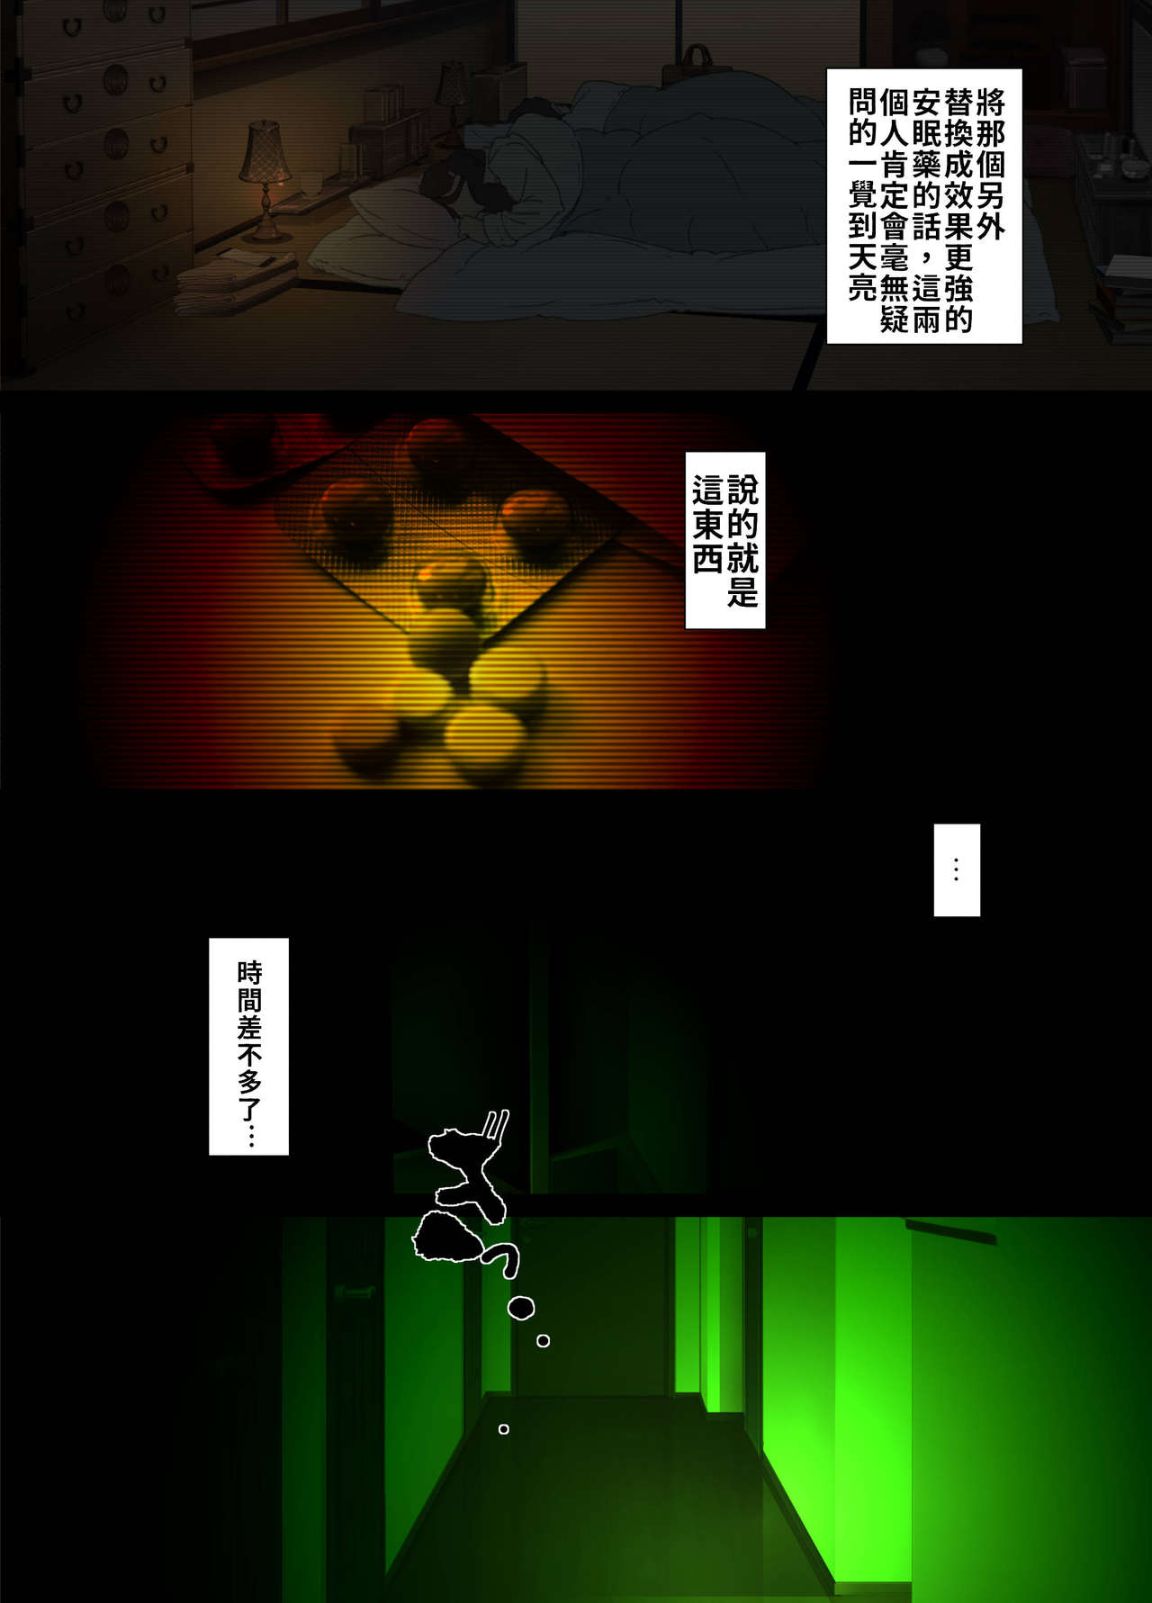 將那個另外
替換成效果更強的
安眠藥的話，這兩
個人肯定會毫無疑
問的一覺到天亮
說的就是
這東西
…
時間差不多了…